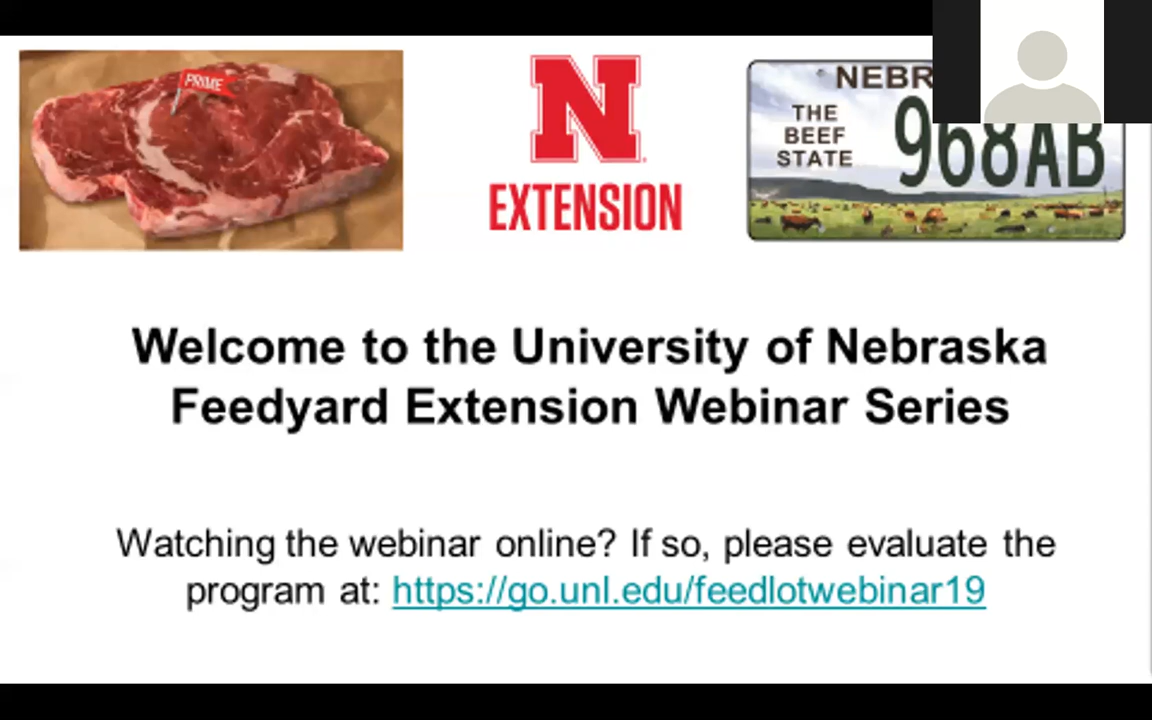 PRIME
N
EXTENSION
NEBR
THE
BEEF
STATE
968AB
Welcome to the University of Nebraska
Feedyard Extension Webinar Series
Watching the webinar online? If so, please evaluate the
program at: https://go.unl.edu/feedlotwebinar19